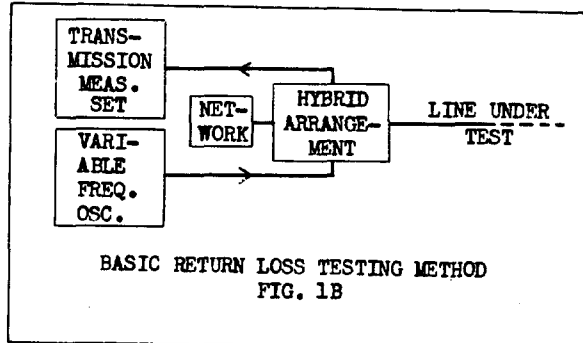 TRANS-
MISSION
MEAS.
SET
NET-
WORK
HYBRID
ARRANGE-
MENT
LINE UNDER
TEST
VARI-
ABLE
FREQ.
OSC.
BASIC RETURN LOSS TESTING METHOD
FIG. 1B